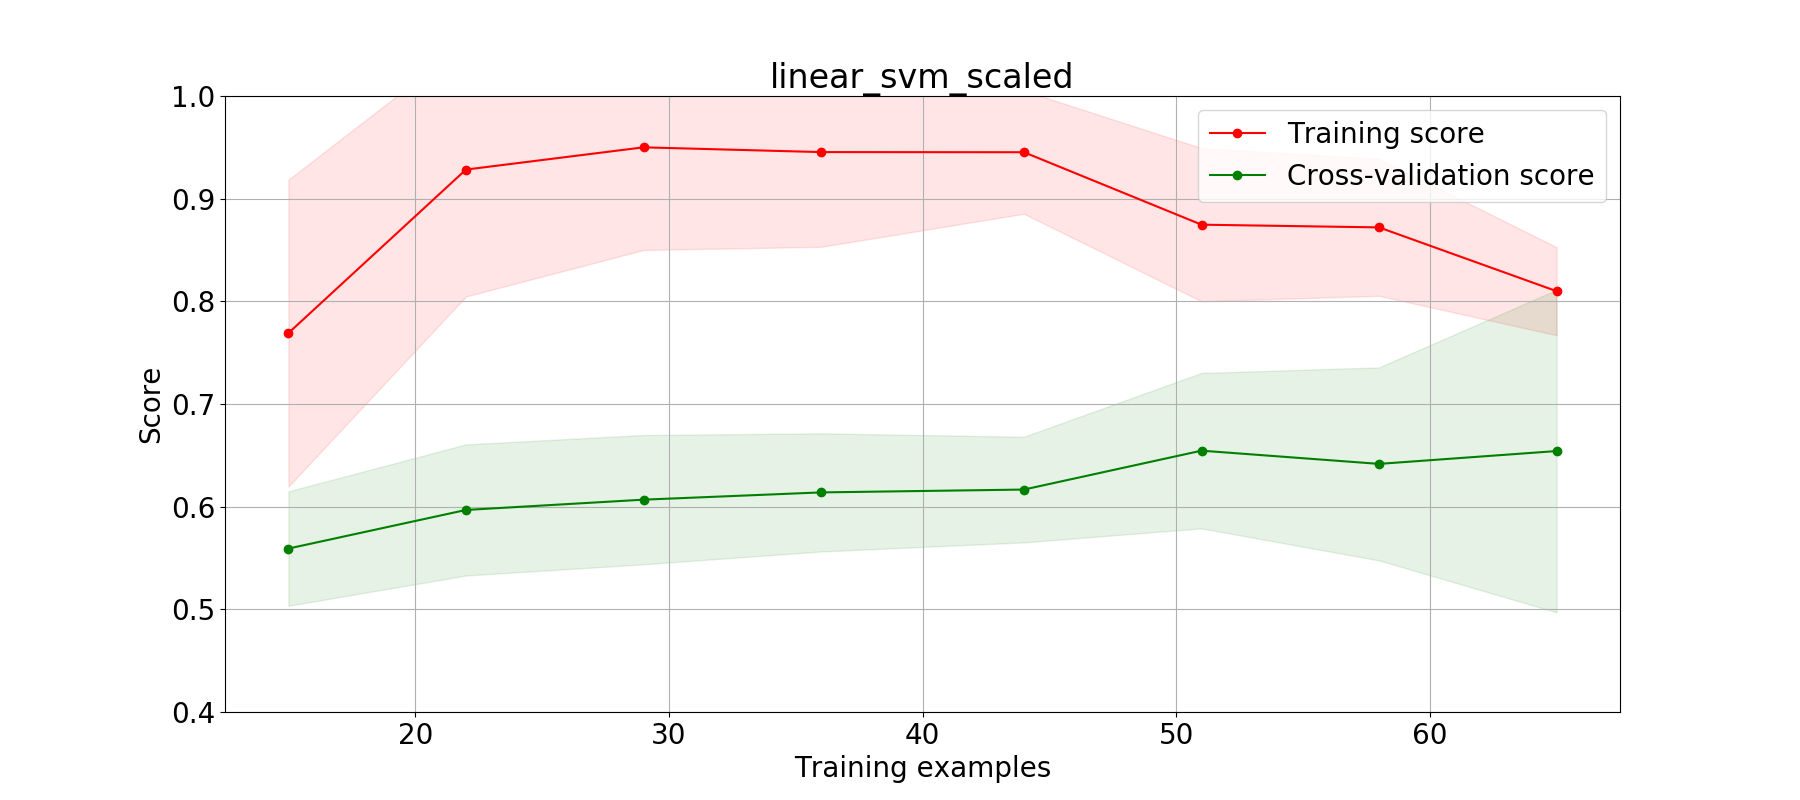 linear_svm_scaled
Training score
Cross-validation score
1.0
0.9
0.8
0.7
0.6
0.5
0.4
Score
20 30 40 50 60
Training examples